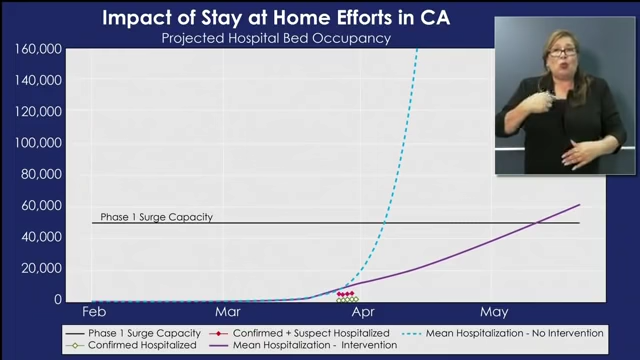 Impact of Stay at Home Efforts in CA
Projected Hospital Bed Occupancy
160,000
140,000
120,000
100,000
80,000
60,000
40,000
20,000
0
Phase 1 Surge Capacity
Feb
Mar
Apr
May
Phase 1 Surge Capacity
Confirmed + Suspect Hospitalized
Mean Hospitalization - No Intervention
Confirmed Hospitalized
Mean Hospitalization - Intervention